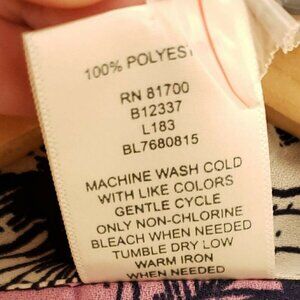 100% POLYEST
RN 81700
B12337
L183
BL7680815
MACHINE WASH COLD
WITH LIKE COLORS
GENTLE CYCLE
ONLY NON-CHLORINE
BLEACH WHEN NEEDED
TUMBLE DRY LOW
WARM IRON
WHEN NEEDED